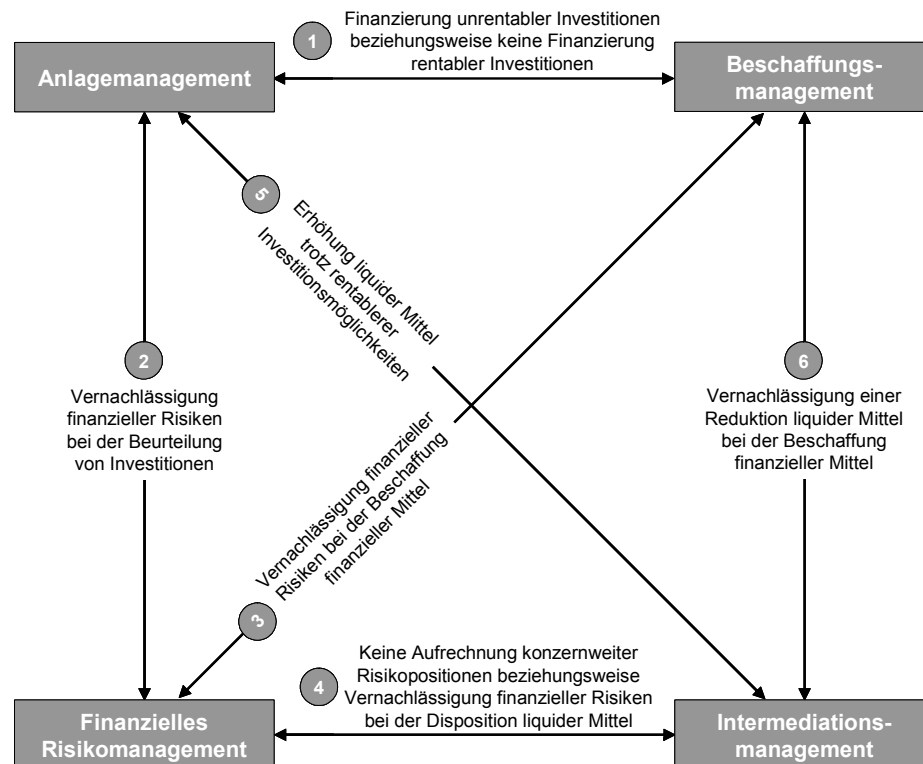 Finanzierung unrentabler Investitionen
beziehungsweise keine Finanzierung
rentabler Investitionen
1
Anlagemanagement
Beschaffungs-
management
5
Erhöhung liquider Mittel
trotz rentablerer
Investitionsmöglichkeiten
2
Vernachlässigung
finanzieller Risiken
bei der Beurteilung
von Investitionen
6
Vernachlässigung einer
Reduktion liquider Mittel
bei der Beschaffung
finanzieller Mittel
3
Vernachlässigung finanzieller
Risiken bei der Beschaffung
finanzieller Mittel
4
Keine Aufrechnung konzernweiter
Risikopositionen beziehungsweise
Vernachlässigung finanzieller Risiken
bei der Disposition liquider Mittel
Finanzielles
Risikomanagement
Intermediations-
management